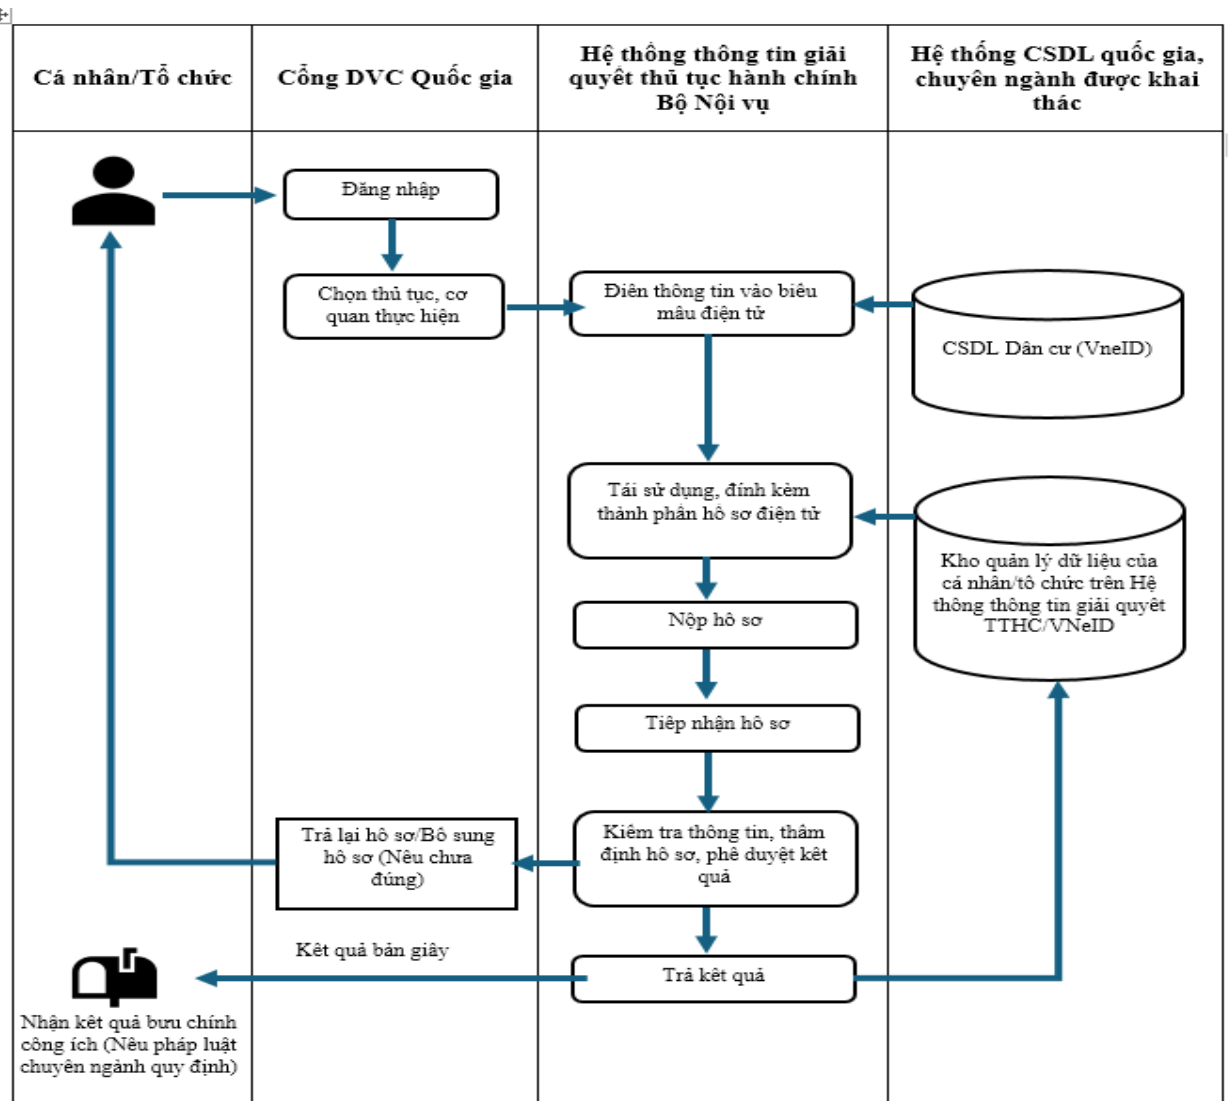 Cá nhân/Tổ chức
Cổng DVC Quốc gia
Hệ thống thông tin giải
quyết thủ tục hành chính
Bộ Nội vụ
Hệ thống CSDL quốc gia,
chuyên ngành được khai
thác
Đăng nhập
Chọn thủ tục, cơ
quan thực hiện
Điền thông tin vào biểu
mẫu điện tử
CSDL Dân cư (VneID)
Tái sử dụng, đính kèm
thành phần hồ sơ điện tử
Kho quản lý dữ liệu của
cá nhân/tổ chức trên Hệ
thống thông tin giải quyết
TTHC/VNeID
Nộp hồ sơ
Tiếp nhận hồ sơ
Kiểm tra thông tin, thẩm
định hồ sơ, phê duyệt kết
quả
Trả lại hồ sơ/Bổ sung
hồ sơ (Nếu chưa
đúng)
Kết quả bản giấy
Trả kết quả
Nhận kết quả bưu chính
công ích (Nếu pháp luật
chuyên ngành quy định)